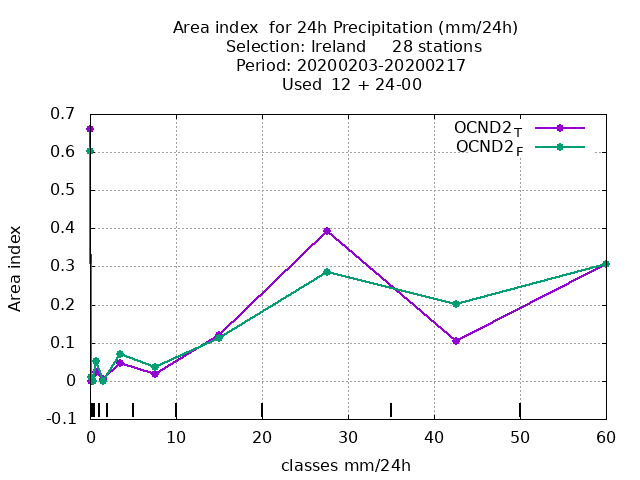 Area index  for 24h Precipitation (mm/24h)
Selection: Ireland     28 stations
Period: 20200203-20200217
Used  12 + 24-00
OCND2T
OCND2F
0.7
0.6
0.5
0.4
0.3
0.2
0.1
0
-0.1
Area index
0 10 20 30 40 50 60
classes mm/24h